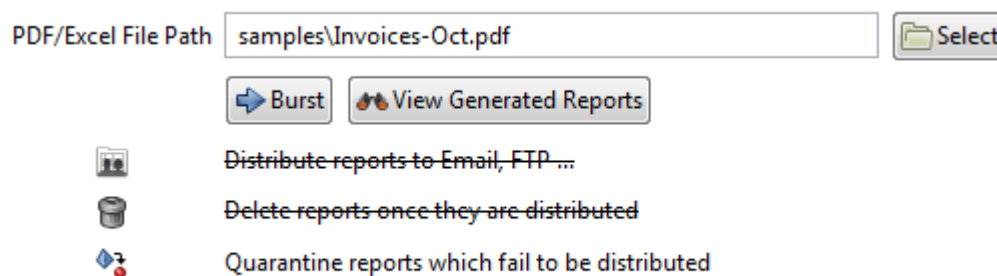 PDF/Excel File Path samples\Invoices-Oct.pdf Select
Burst View Generated Reports
Distribute reports to Email, FTP ...
Delete reports once they are distributed
Quarantine reports which fail to be distributed